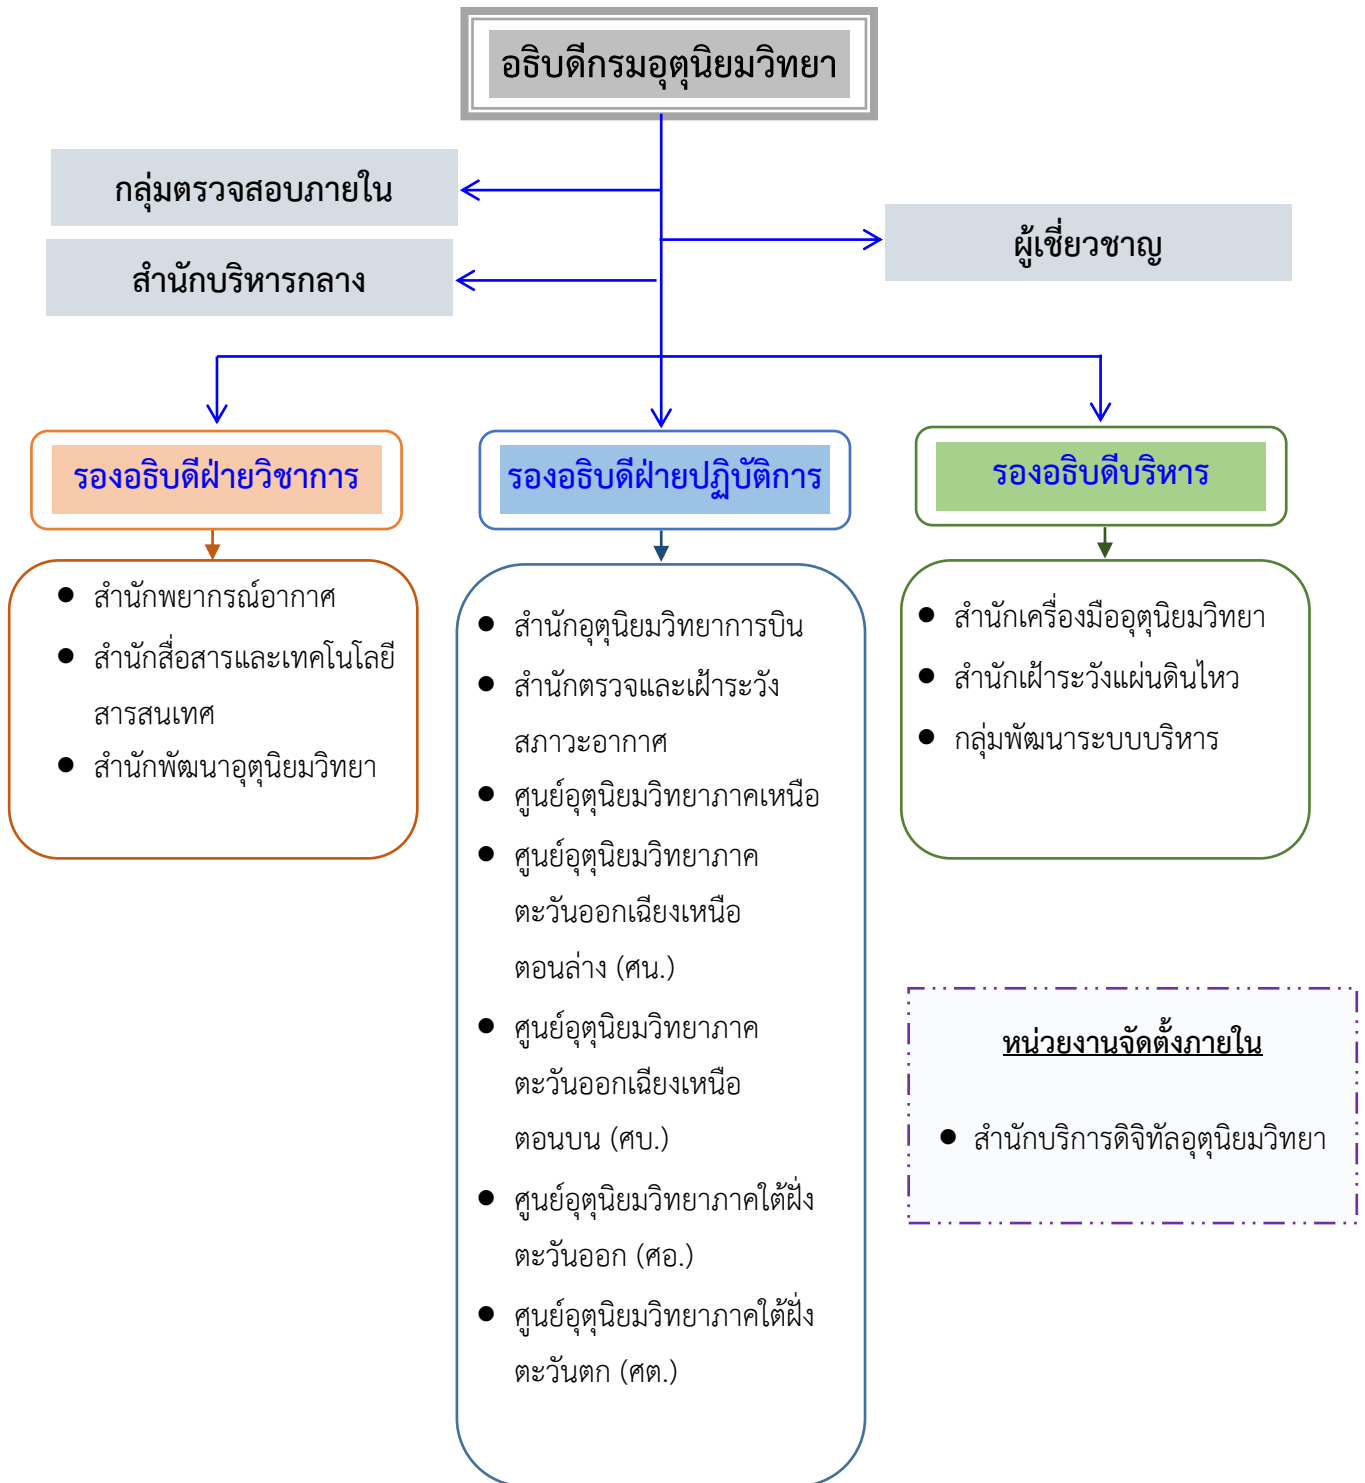 อธิบดีกรมอุตุนิยมวิทยา
กลุ่มตรวจสอบภายใน
ผู้เชี่ยวชาญ
สำนักบริหารกลาง
รองอธิบดีฝ่ายวิชาการ
● สำนักพยากรณ์อากาศ
● สำนักสื่อสารและเทคโนโลยี
สารสนเทศ
● สำนักพัฒนาอุตุนิยมวิทยา
รองอธิบดีฝ่ายปฏิบัติการ
● สำนักอุตุนิยมวิทยาการบิน
● สำนักตรวจและเฝ้าระวัง
สภาวะอากาศ
● ศูนย์อุตุนิยมวิทยาภาคเหนือ
● ศูนย์อุตุนิยมวิทยาภาค
ตะวันออกเฉียงเหนือ
ตอนล่าง (ศน.)
● ศูนย์อุตุนิยมวิทยาภาค
ตะวันออกเฉียงเหนือ
ตอนบน (ศบ.)
● ศูนย์อุตุนิยมวิทยาภาคใต้ฝั่ง
ตะวันออก (ศอ.)
● ศูนย์อุตุนิยมวิทยาภาคใต้ฝั่ง
ตะวันตก (ศต.)
รองอธิบดีบริหาร
● สำนักเครื่องมืออุตุนิยมวิทยา
● สำนักเฝ้าระวังแผ่นดินไหว
● กลุ่มพัฒนาระบบบริหาร
หน่วยงานจัดตั้งภายใน
● สำนักบริการดิจิทัลอุตุนิยมวิทยา